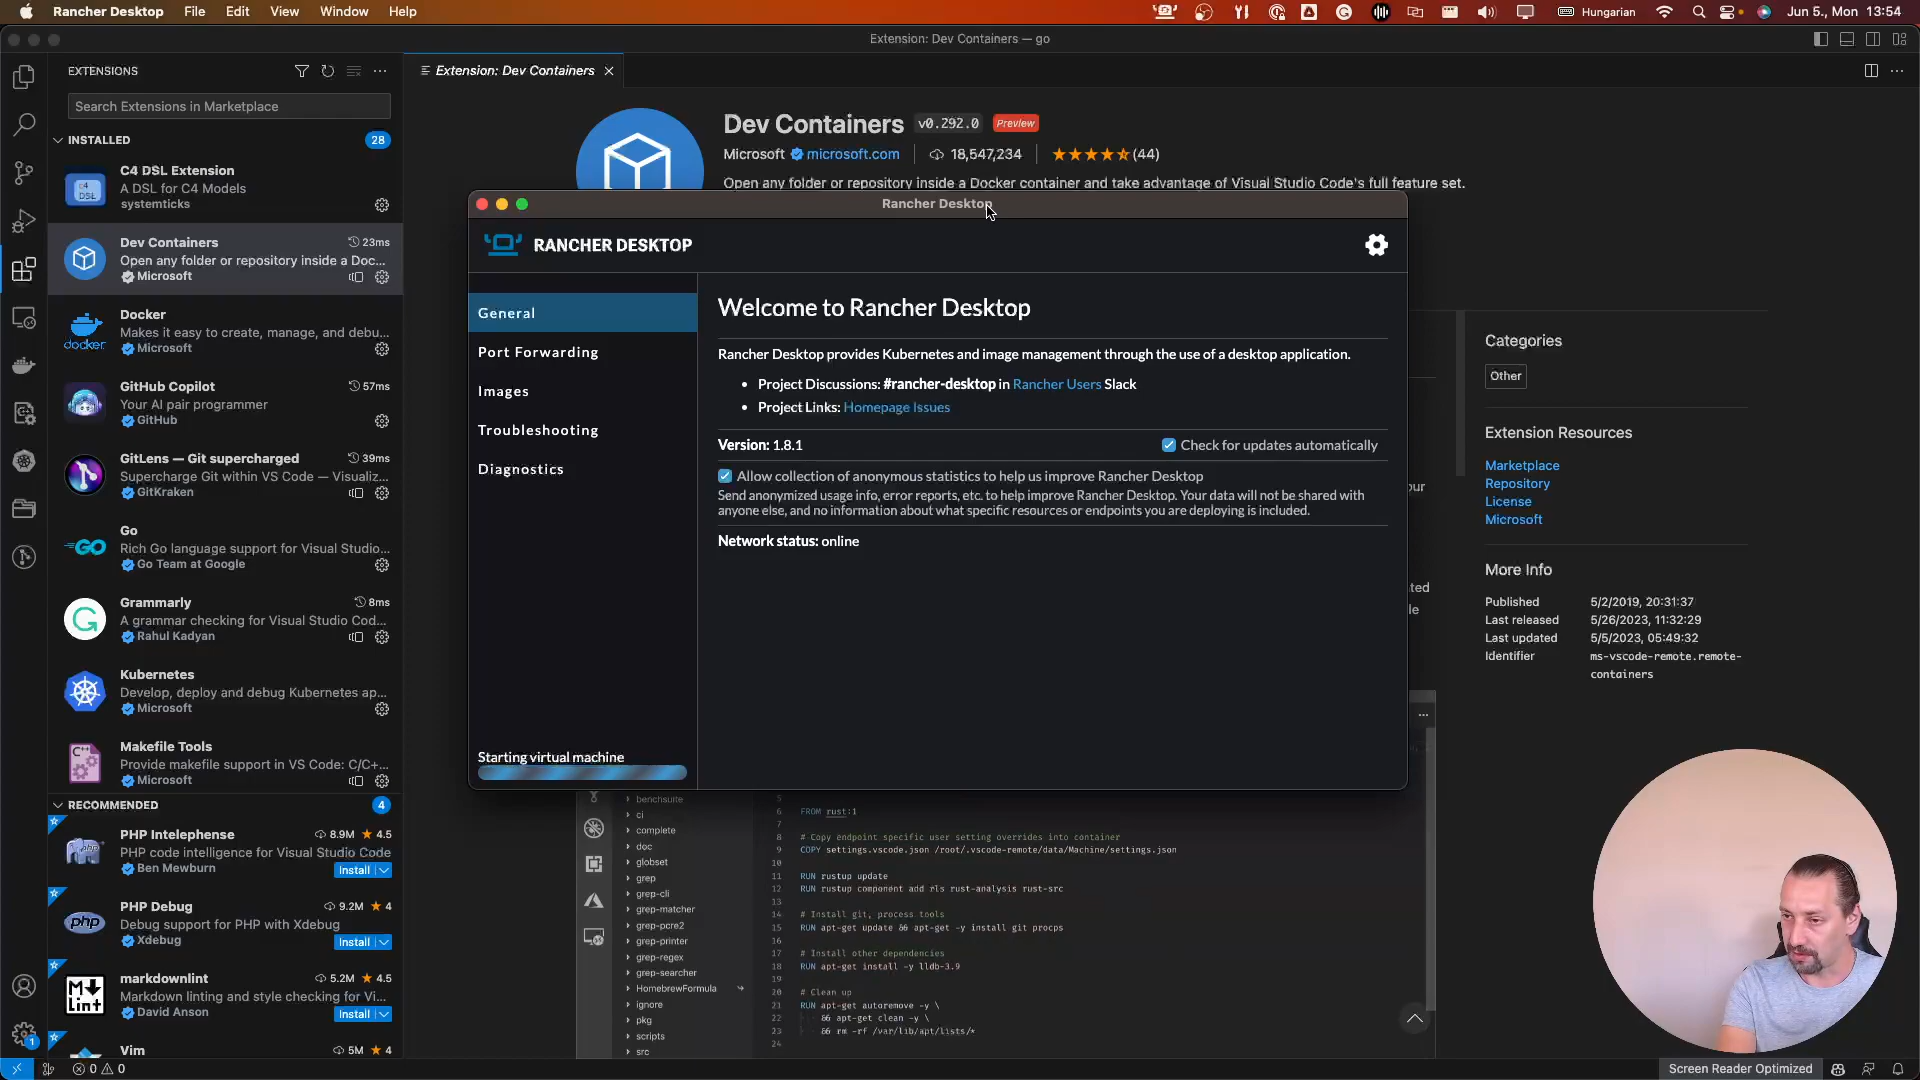 Rancher Desktop File Edit View Window Help
Hungarian Jun 5., Mon 13:54
Extension: Dev Containers — go
EXTENSIONS
Extension: Dev Containers
Search Extensions in Marketplace
INSTALLED 28
C4 DSL Extension
A DSL for C4 Models
systemticks
Dev Containers 23ms
Open any folder or repository inside a Doc...
Microsoft
Docker
Makes it easy to create, manage, and debu...
Microsoft
GitHub Copilot 57ms
Your AI pair programmer
GitHub
GitLens — Git supercharged 39ms
Supercharge Git within VS Code — Visualiz...
GitKraken
Go
Rich Go language support for Visual Studio...
Go Team at Google
Grammarly 8ms
A grammar checking for Visual Studio Cod...
Rahul Kadyan
Kubernetes
Develop, deploy and debug Kubernetes ap...
Microsoft
Makefile Tools
Provide makefile support in VS Code: C/C+...
Microsoft
RECOMMENDED 4
PHP Intelephense 8.9M 4.5
PHP code intelligence for Visual Studio Code
Ben Mewburn Install
PHP Debug 9.2M 4
Debug support for PHP with Xdebug
Xdebug Install
markdownlint 5.2M 4.5
Markdown linting and style checking for Vi...
David Anson Install
Vim 5M 4
Dev Containers v0.292.0 Preview
Microsoft microsoft.com 18,547,234 (44)
Open any folder or repository inside a Docker container and take advantage of Visual Studio Code's full feature set.
Rancher Desktop
RANCHER DESKTOP
General
Port Forwarding
Images
Troubleshooting
Diagnostics
Starting virtual machine
Welcome to Rancher Desktop
Rancher Desktop provides Kubernetes and image management through the use of a desktop application.
• Project Discussions: #rancher-desktop in Rancher Users Slack
• Project Links: Homepage Issues
Version: 1.8.1 Check for updates automatically
Allow collection of anonymous statistics to help us improve Rancher Desktop
Send anonymized usage info, error reports, etc. to help improve Rancher Desktop. Your data will not be shared with
anyone else, and no information about what specific resources or endpoints you are deploying is included.
Network status: online
Categories
Other
Extension Resources
Marketplace
Repository
License
Microsoft
More Info
Published 5/2/2019, 20:31:37
Last released 5/26/2023, 11:32:29
Last updated 5/5/2023, 05:49:32
Identifier ms-vscode-remote.remote-
containers
benchsuite
ci
complete
doc
globset
grep
grep-cli
grep-matcher
grep-pcre2
grep-printer
grep-regex
grep-searcher
HomebrewFormula
ignore
pkg
scripts
src
5
6 FROM rust:1
7
8 # Copy endpoint specific user setting overrides into container
9 COPY settings.vscode.json /root/.vscode-remote/data/Machine/settings.json
10
11 RUN rustup update
12 RUN rustup component add rls rust-analysis rust-src
13
14 # Install git, process tools
15 RUN apt-get update && apt-get -y install git procps
16
17 # Install other dependencies
18 RUN apt-get install -y lldb-3.9
19
20 # Clean up
21 RUN apt-get autoremove -y \
22 && apt-get clean -y \
23 && rm -rf /var/lib/apt/lists/*
24
0 0
Screen Reader Optimized